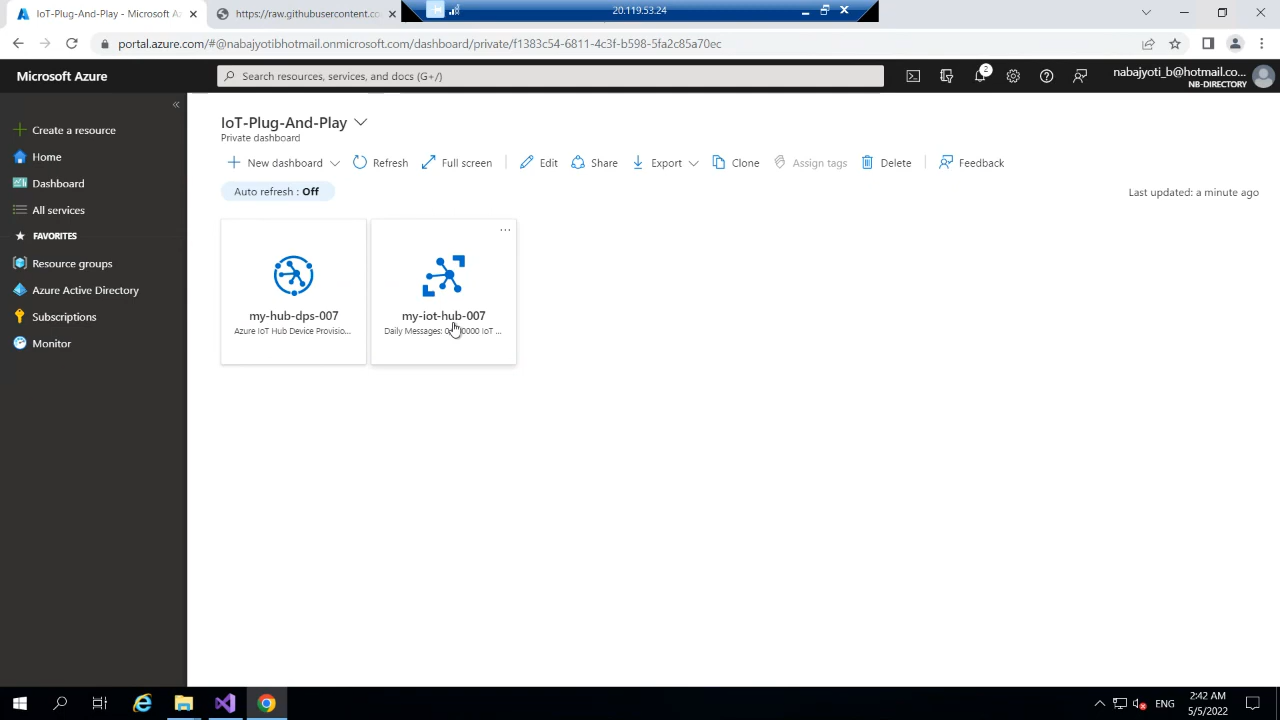 IoT-Plug-And-Play - Microsoft A
https://raw.githubusercontent.co
20.119.53.24
portal.azure.com/#@nabajyotibhotmail.onmicrosoft.com/dashboard/private/f1383c54-6811-4c3f-b598-5fa2c85a70ec
Microsoft Azure
Search resources, services, and docs (G+/)
2
nabajyoti_b@hotmail.co...
NB-DIRECTORY
Create a resource
Home
Dashboard
All services
FAVORITES
Resource groups
Azure Active Directory
Subscriptions
Monitor
IoT-Plug-And-Play
Private dashboard
New dashboard
Refresh
Full screen
Edit
Share
Export
Clone
Assign tags
Delete
Feedback
Auto refresh : Off
Last updated: a minute ago
my-hub-dps-007
Azure IoT Hub Device Provisio...
my-iot-hub-007
Daily Messages: IoT ...
ENG
2:42 AM
5/5/2022